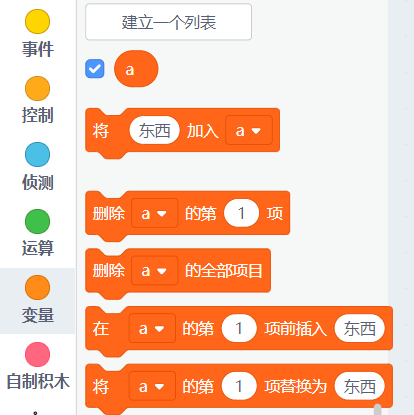 建立一个列表
a
将 东西 加入 a
删除 a 的第 1 项
删除 a 的全部项目
在 a 的第 1 项前插入 东西
将 a 的第 1 项替换为 东西
事件
控制
侦测
运算
变量
自制积木